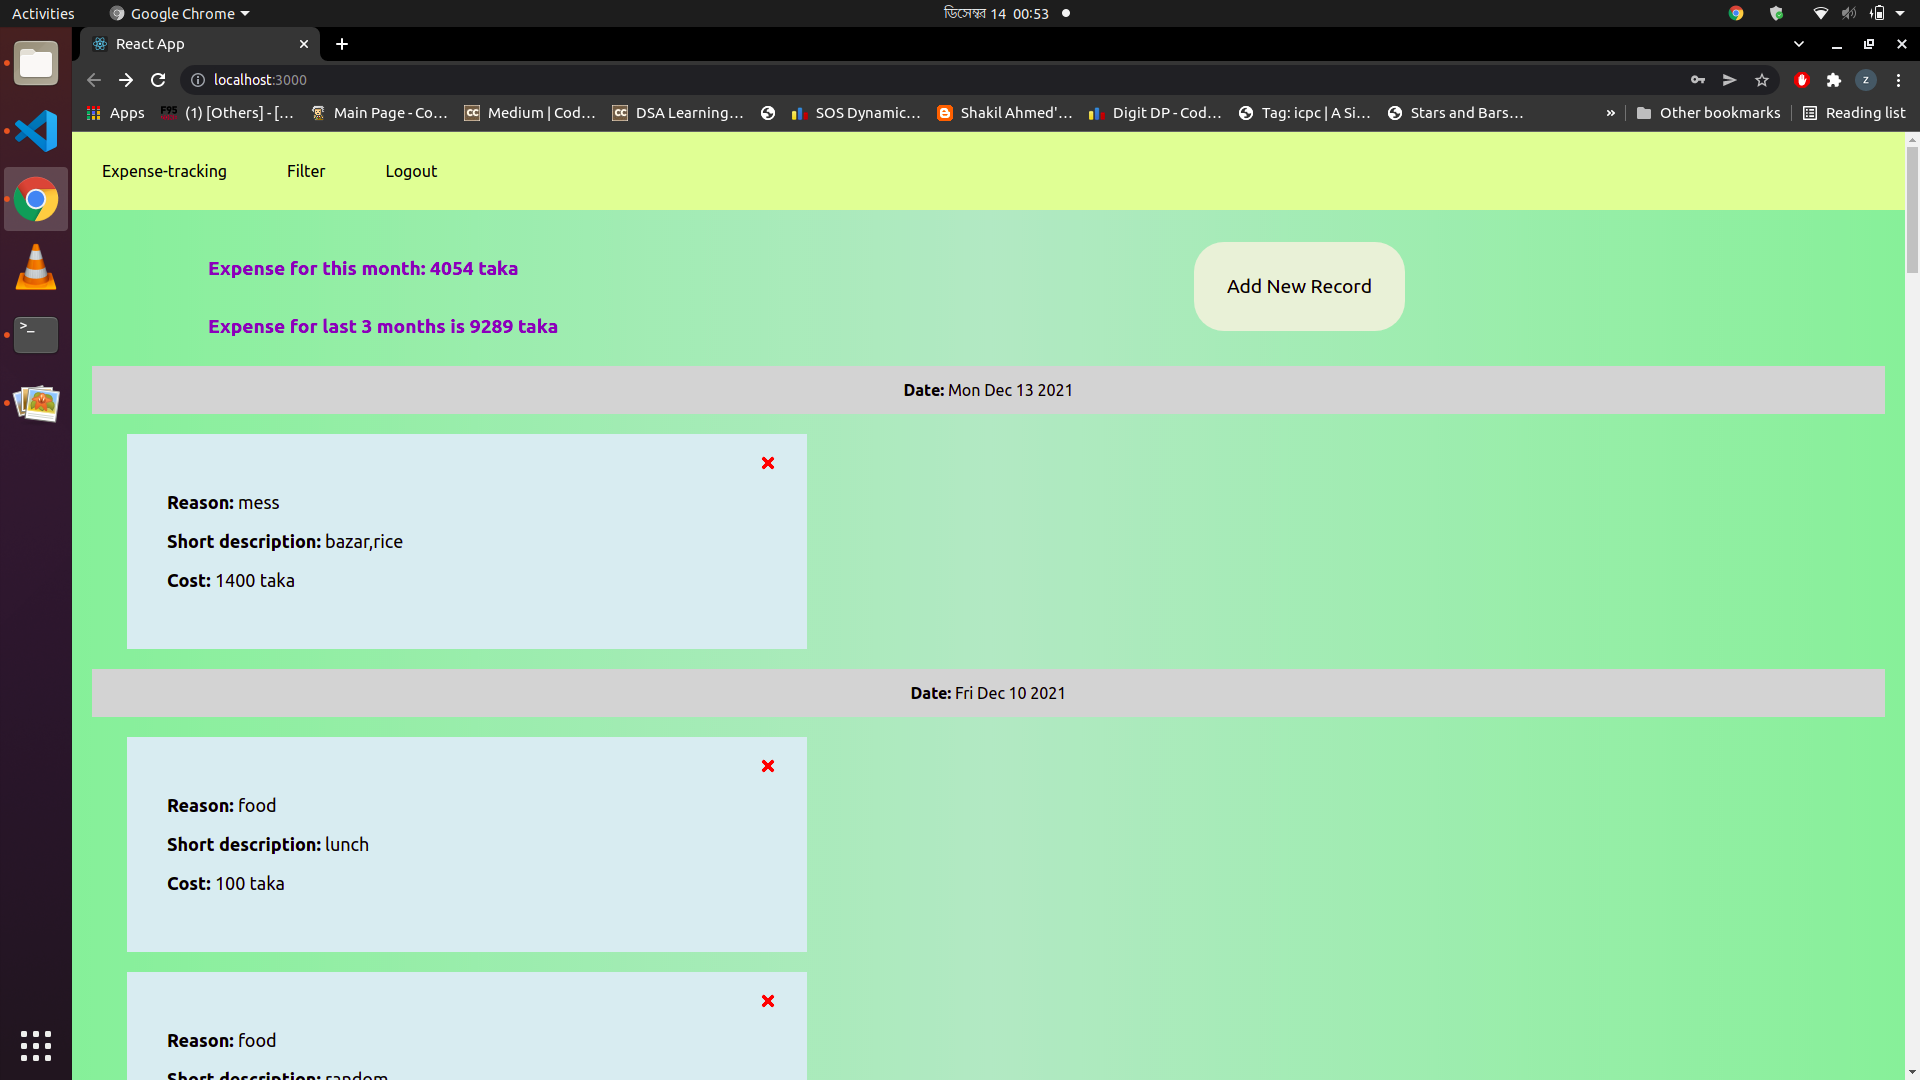 Activities
Google Chrome
ডিসেম্বর 14 00:53
React App
localhost:3000
z
Apps
F95
(1) [Others] - [...
Main Page - Co...
CC
Medium | Cod...
CC
DSA Learning...
SOS Dynamic...
Shakil Ahmed'...
Digit DP - Cod...
Tag: icpc | A Si...
Stars and Bars...
»
Other bookmarks
Reading list
Expense-tracking
Filter
Logout
Expense for this month: 4054 taka
Add New Record
Expense for last 3 months is 9289 taka
Date: Mon Dec 13 2021
Reason: mess
Short description: bazar,rice
Cost: 1400 taka
Date: Fri Dec 10 2021
Reason: food
Short description: lunch
Cost: 100 taka
Reason: food
Short description: random